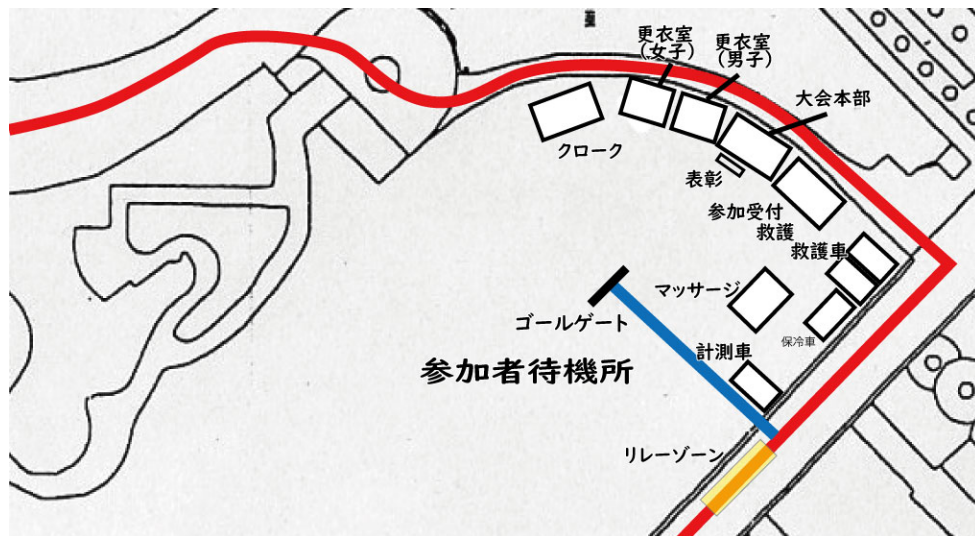 更衣室
(女子)
更衣室
(男子)
大会本部
クローク
表彰
参加受付
救護
救護車
マッサージ
ゴールゲート
保冷車
計測車
参加者待機所
リレーゾーン